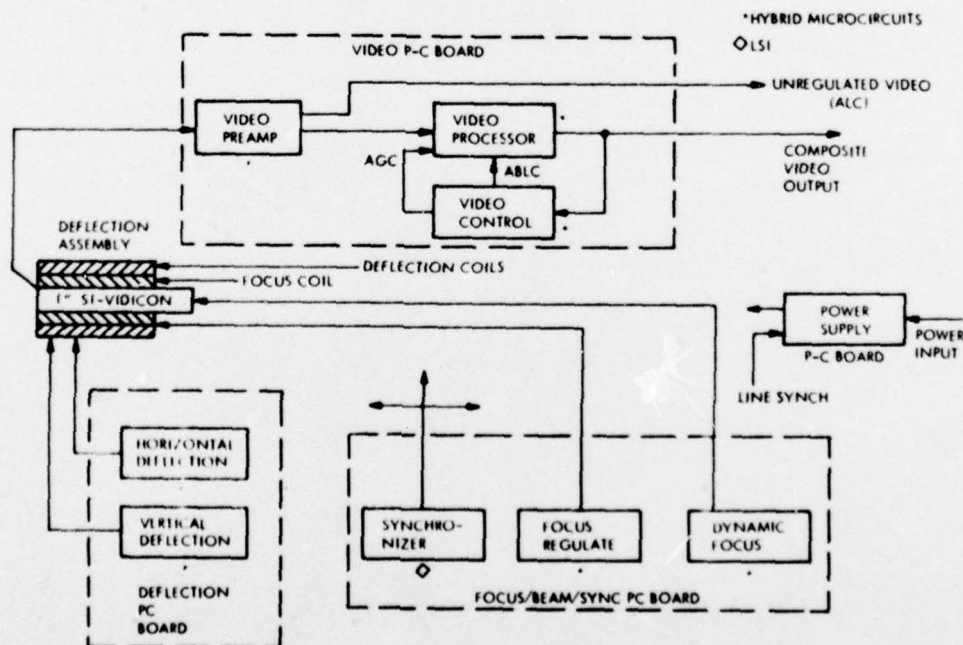 *HYBRID MICROCIRCUITS
◇ LSI
VIDEO P-C BOARD
UNREGULATED VIDEO
(ALC)
VIDEO
PREAMP
VIDEO
PROCESSOR
AGC
ABLC
COMPOSITE
VIDEO
OUTPUT
VIDEO
CONTROL
DEFLECTION
ASSEMBLY
DEFLECTION COILS
FOCUS COIL
1" SI-VIDICON
POWER
SUPPLY
P-C BOARD
POWER
INPUT
LINE SYNCH
HORIZONTAL
DEFLECTION
VERTICAL
DEFLECTION
DEFLECTION
PC
BOARD
SYNCHRO-
NIZER
◇
FOCUS
REGULATE
DYNAMIC
FOCUS
FOCUS/BEAM/SYNC PC BOARD